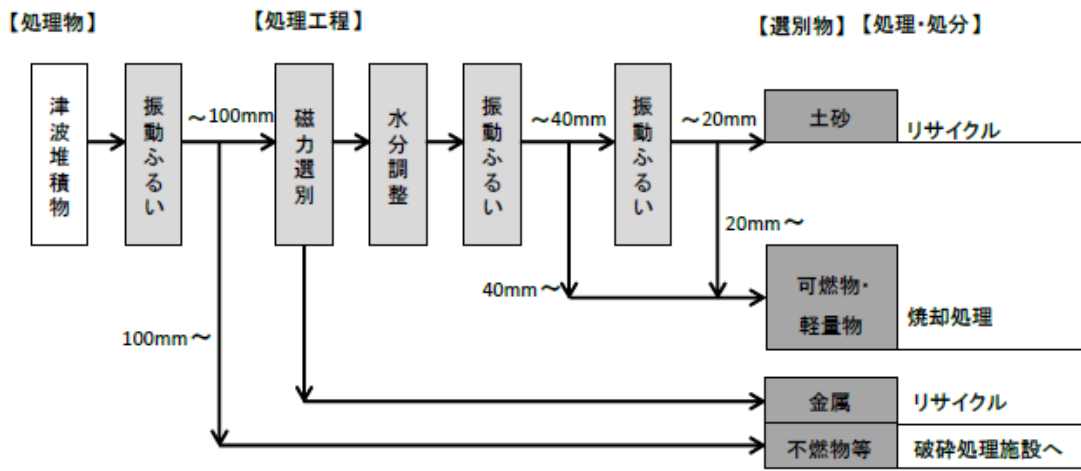 【処理物】
【処理工程】
【選別物】
【処理・処分】
津波堆積物
振動ふるい
～100mm
磁力選別
水分調整
振動ふるい
～40mm
振動ふるい
～20mm
土砂
リサイクル
20mm～
40mm～
可燃物・
軽量物
焼却処理
100mm～
金属
リサイクル
不燃物等
破砕処理施設へ